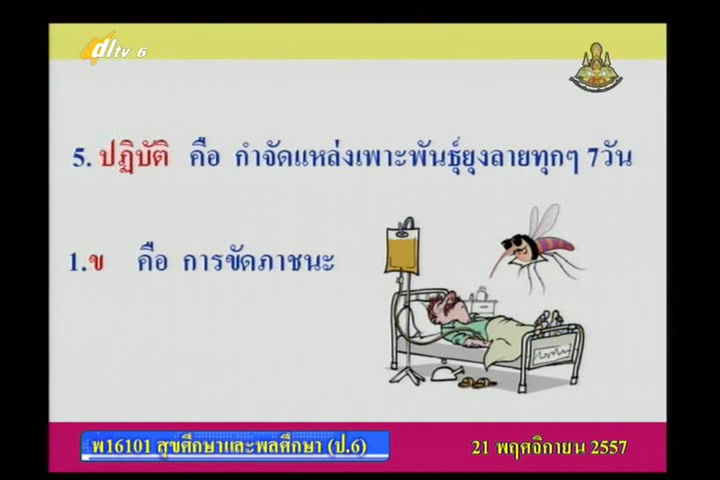 dltv 6
5. ปฏิบัติ คือ กำจัดแหล่งเพาะพันธุ์ยุงลายทุกๆ 7วัน
1.ข คือ การขัดภาชนะ
พ16101 สุขศึกษาและพลศึกษา (ป.6)
21 พฤศจิกายน 2557